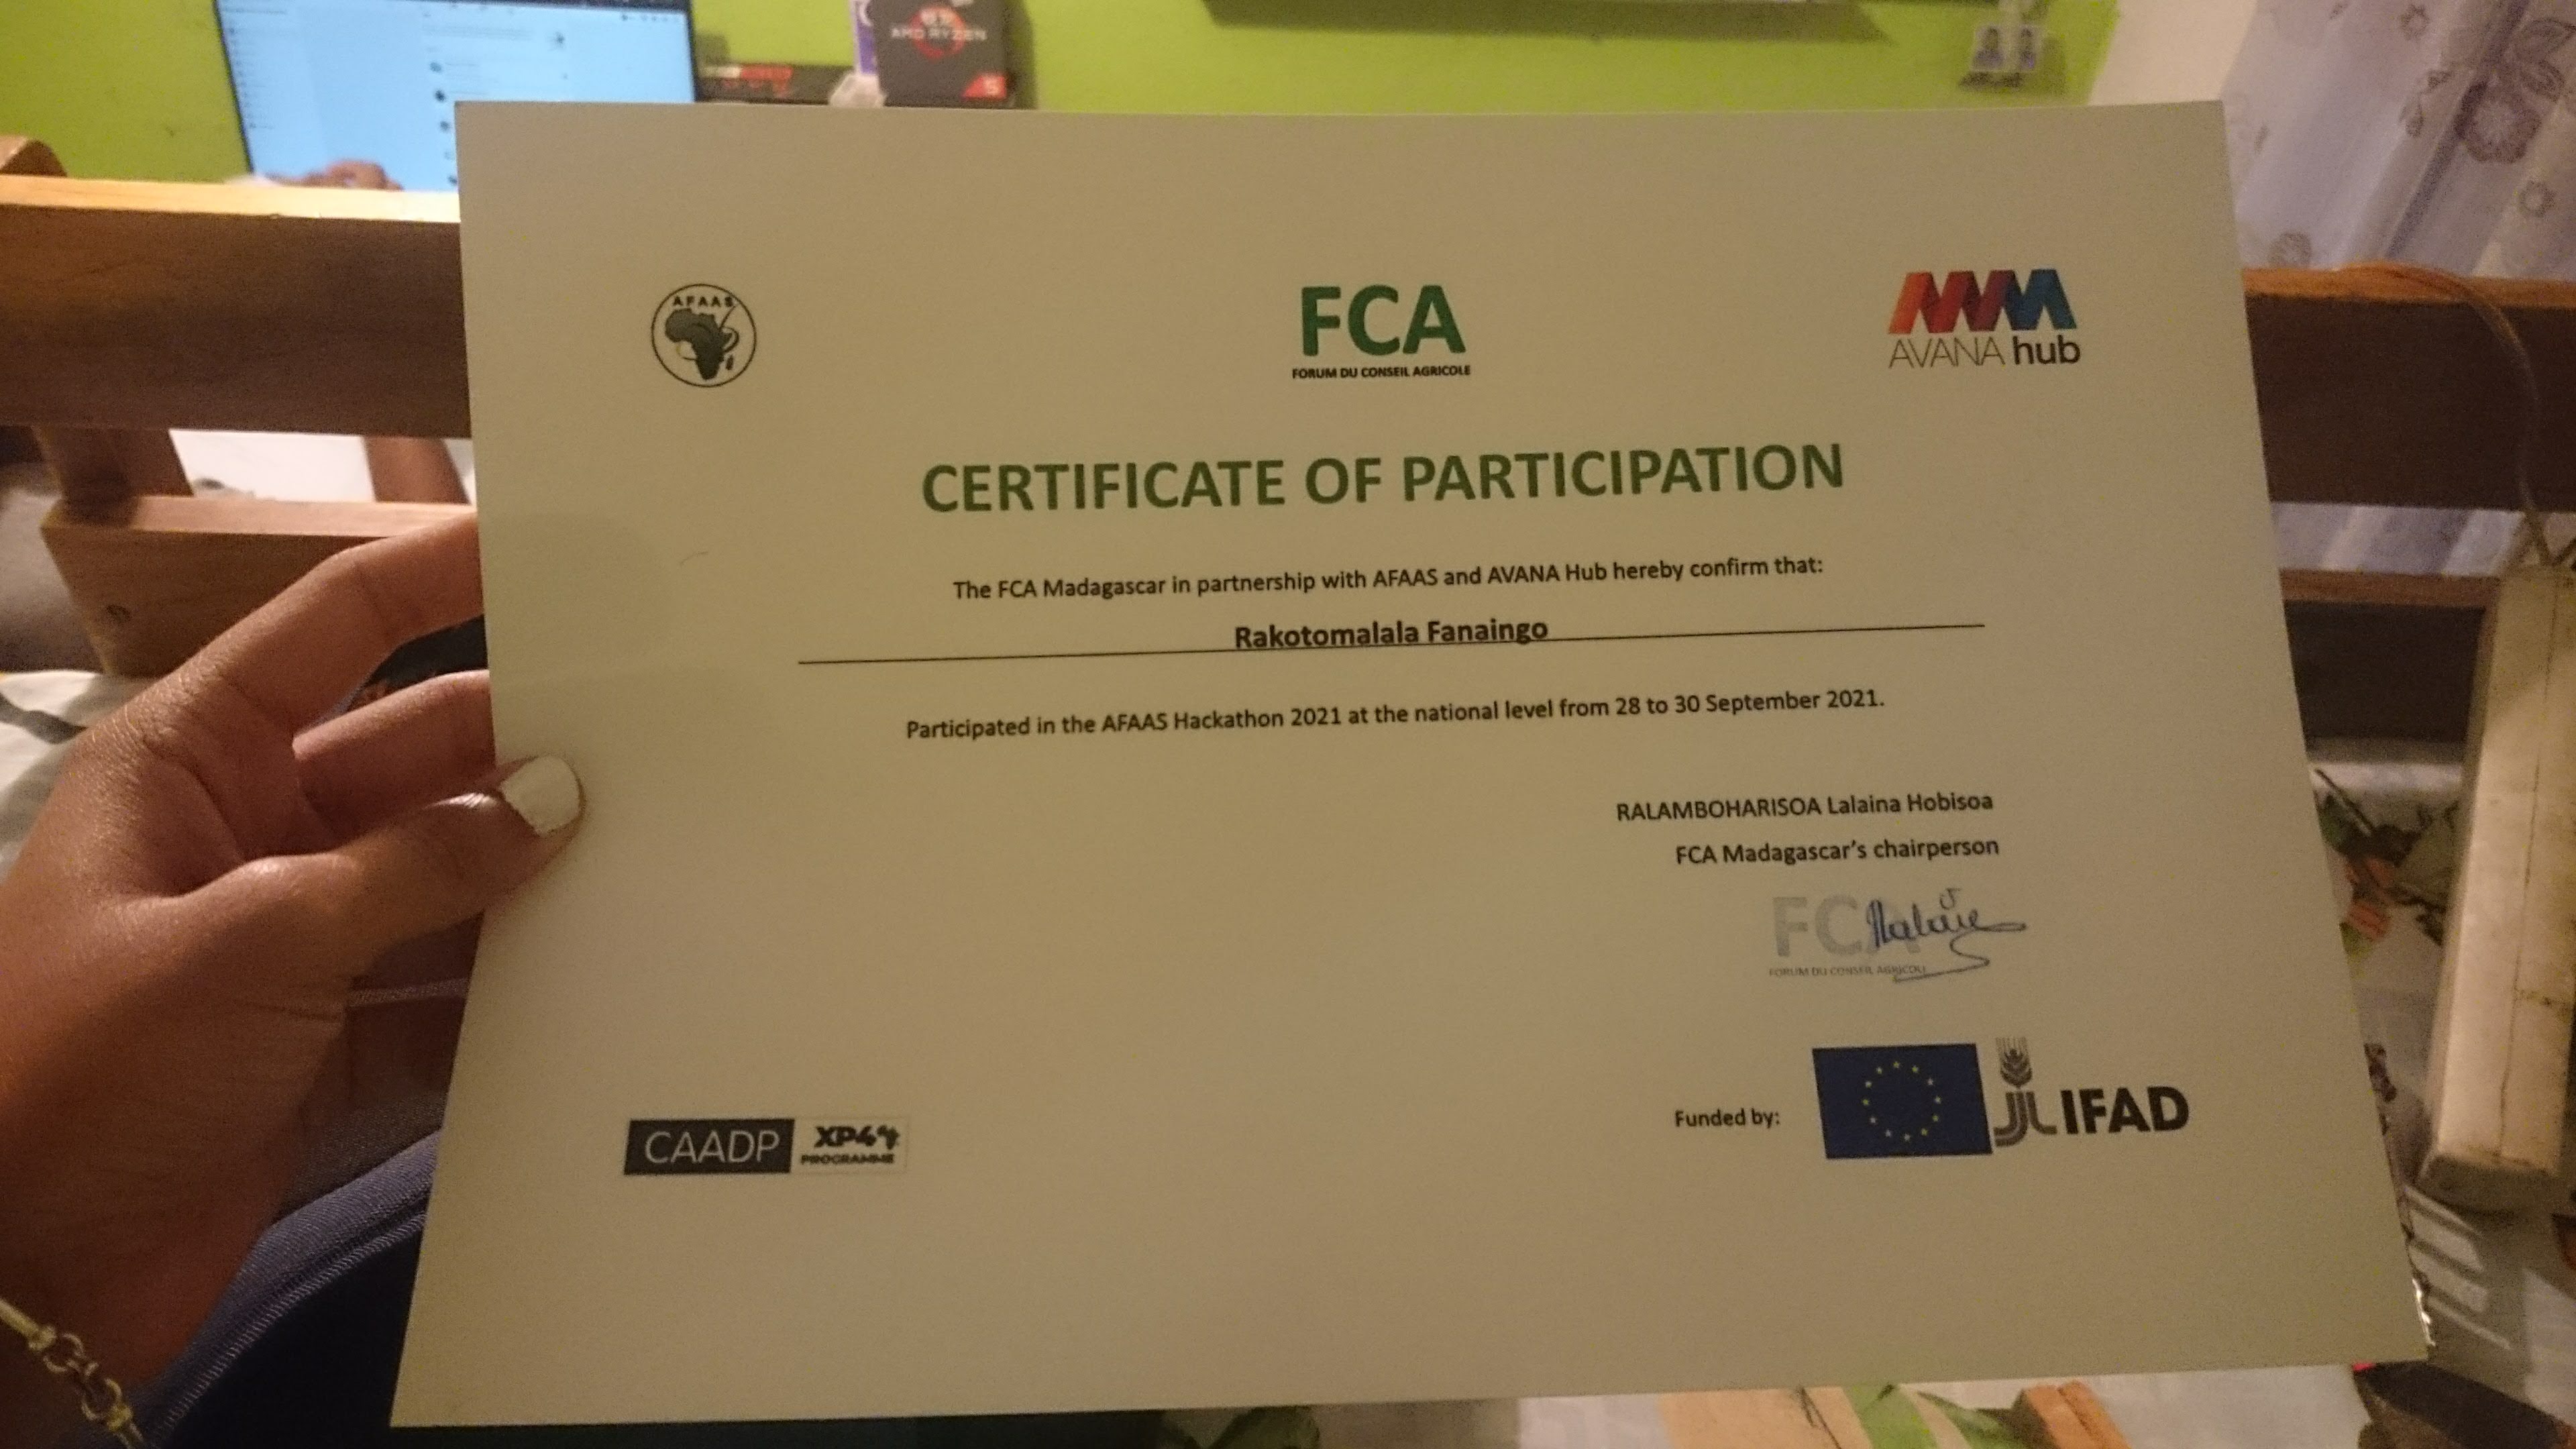 AMD RYZEN
5
AFAAS
FCA
FORUM DU CONSEIL AGRICOLE
AVANA hub
CERTIFICATE OF PARTICIPATION
The FCA Madagascar in partnership with AFAAS and AVANA Hub hereby confirm that:
Rakotomalala Fanaingo
Participated in the AFAAS Hackathon 2021 at the national level from 28 to 30 September 2021.
RALAMBOHARISOA Lalaina Hobisoa
FCA Madagascar's chairperson
FCA
FORUM DU CONSEIL AGRICOLE
CAADP XP4
PROGRAMME
Funded by:
IFAD